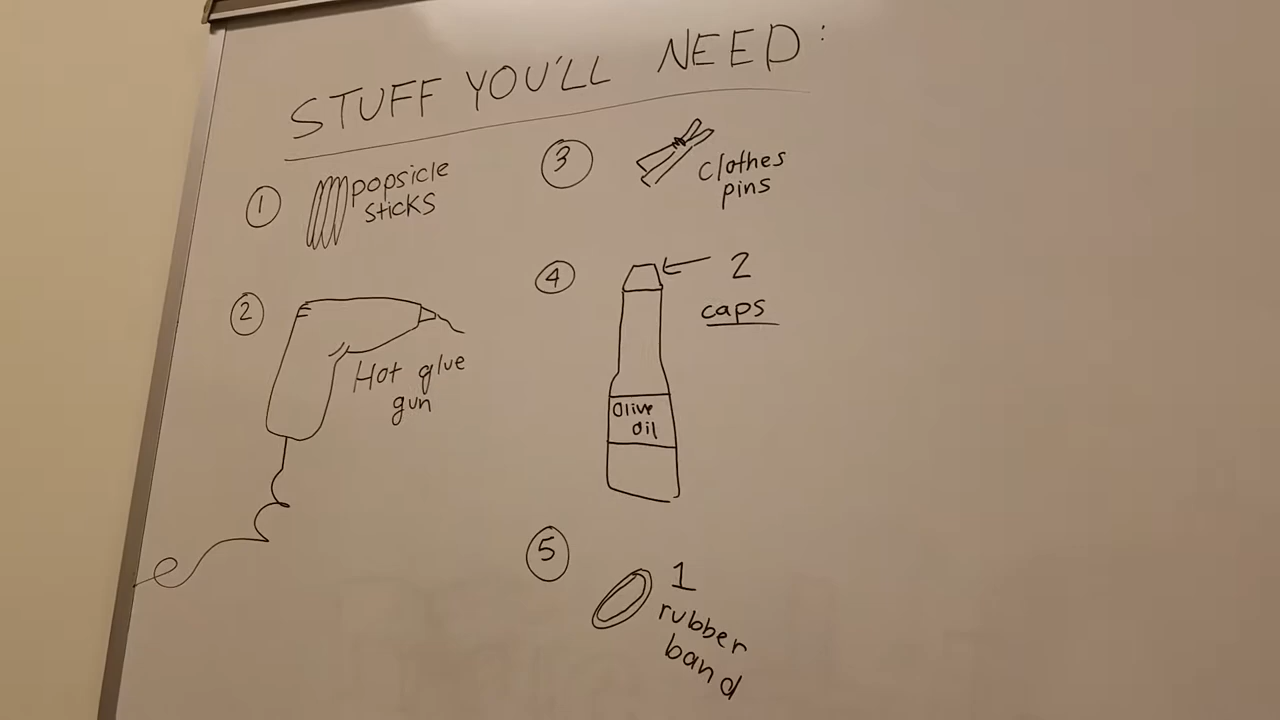 STUFF YOU'LL NEED:
1
popsicle
sticks
2
Hot glue
gun
3
clothes
pins
4
2
caps
Olive
Oil
5
1
rubber
band